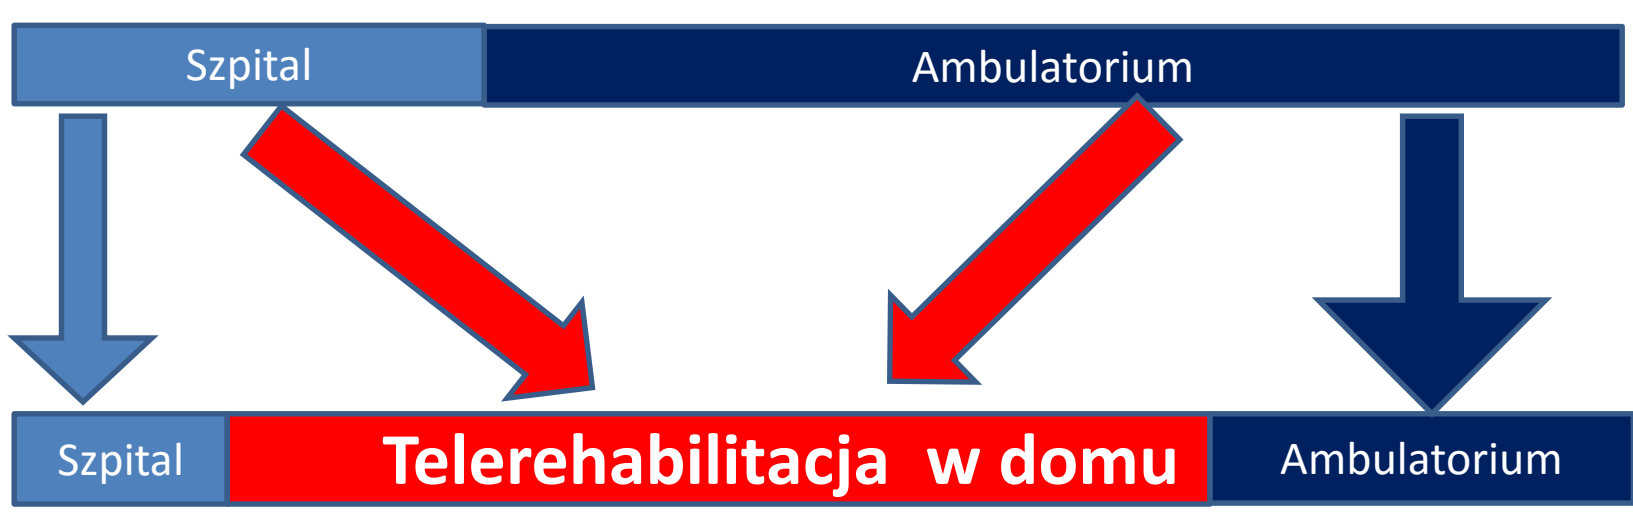 Szpital
Ambulatorium
Szpital
Telerehabilitacja w domu
Ambulatorium